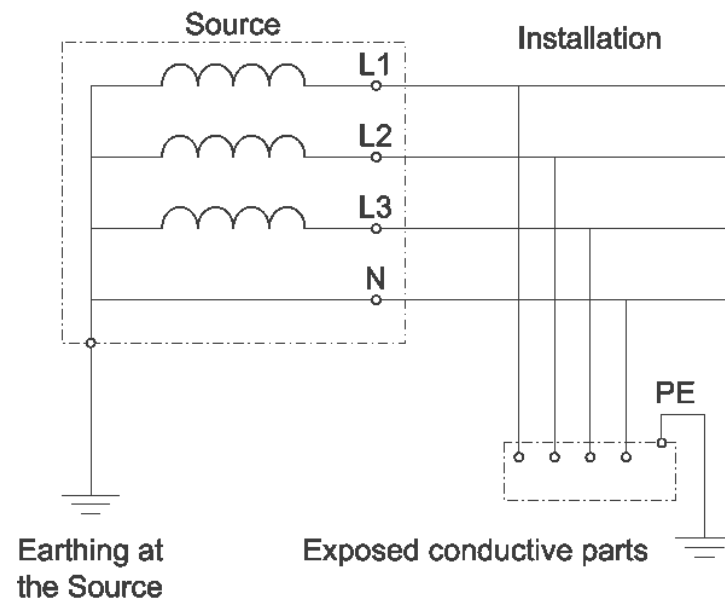 Source
Installation
L1
L2
L3
N
PE
Earthing at
the Source
Exposed conductive parts